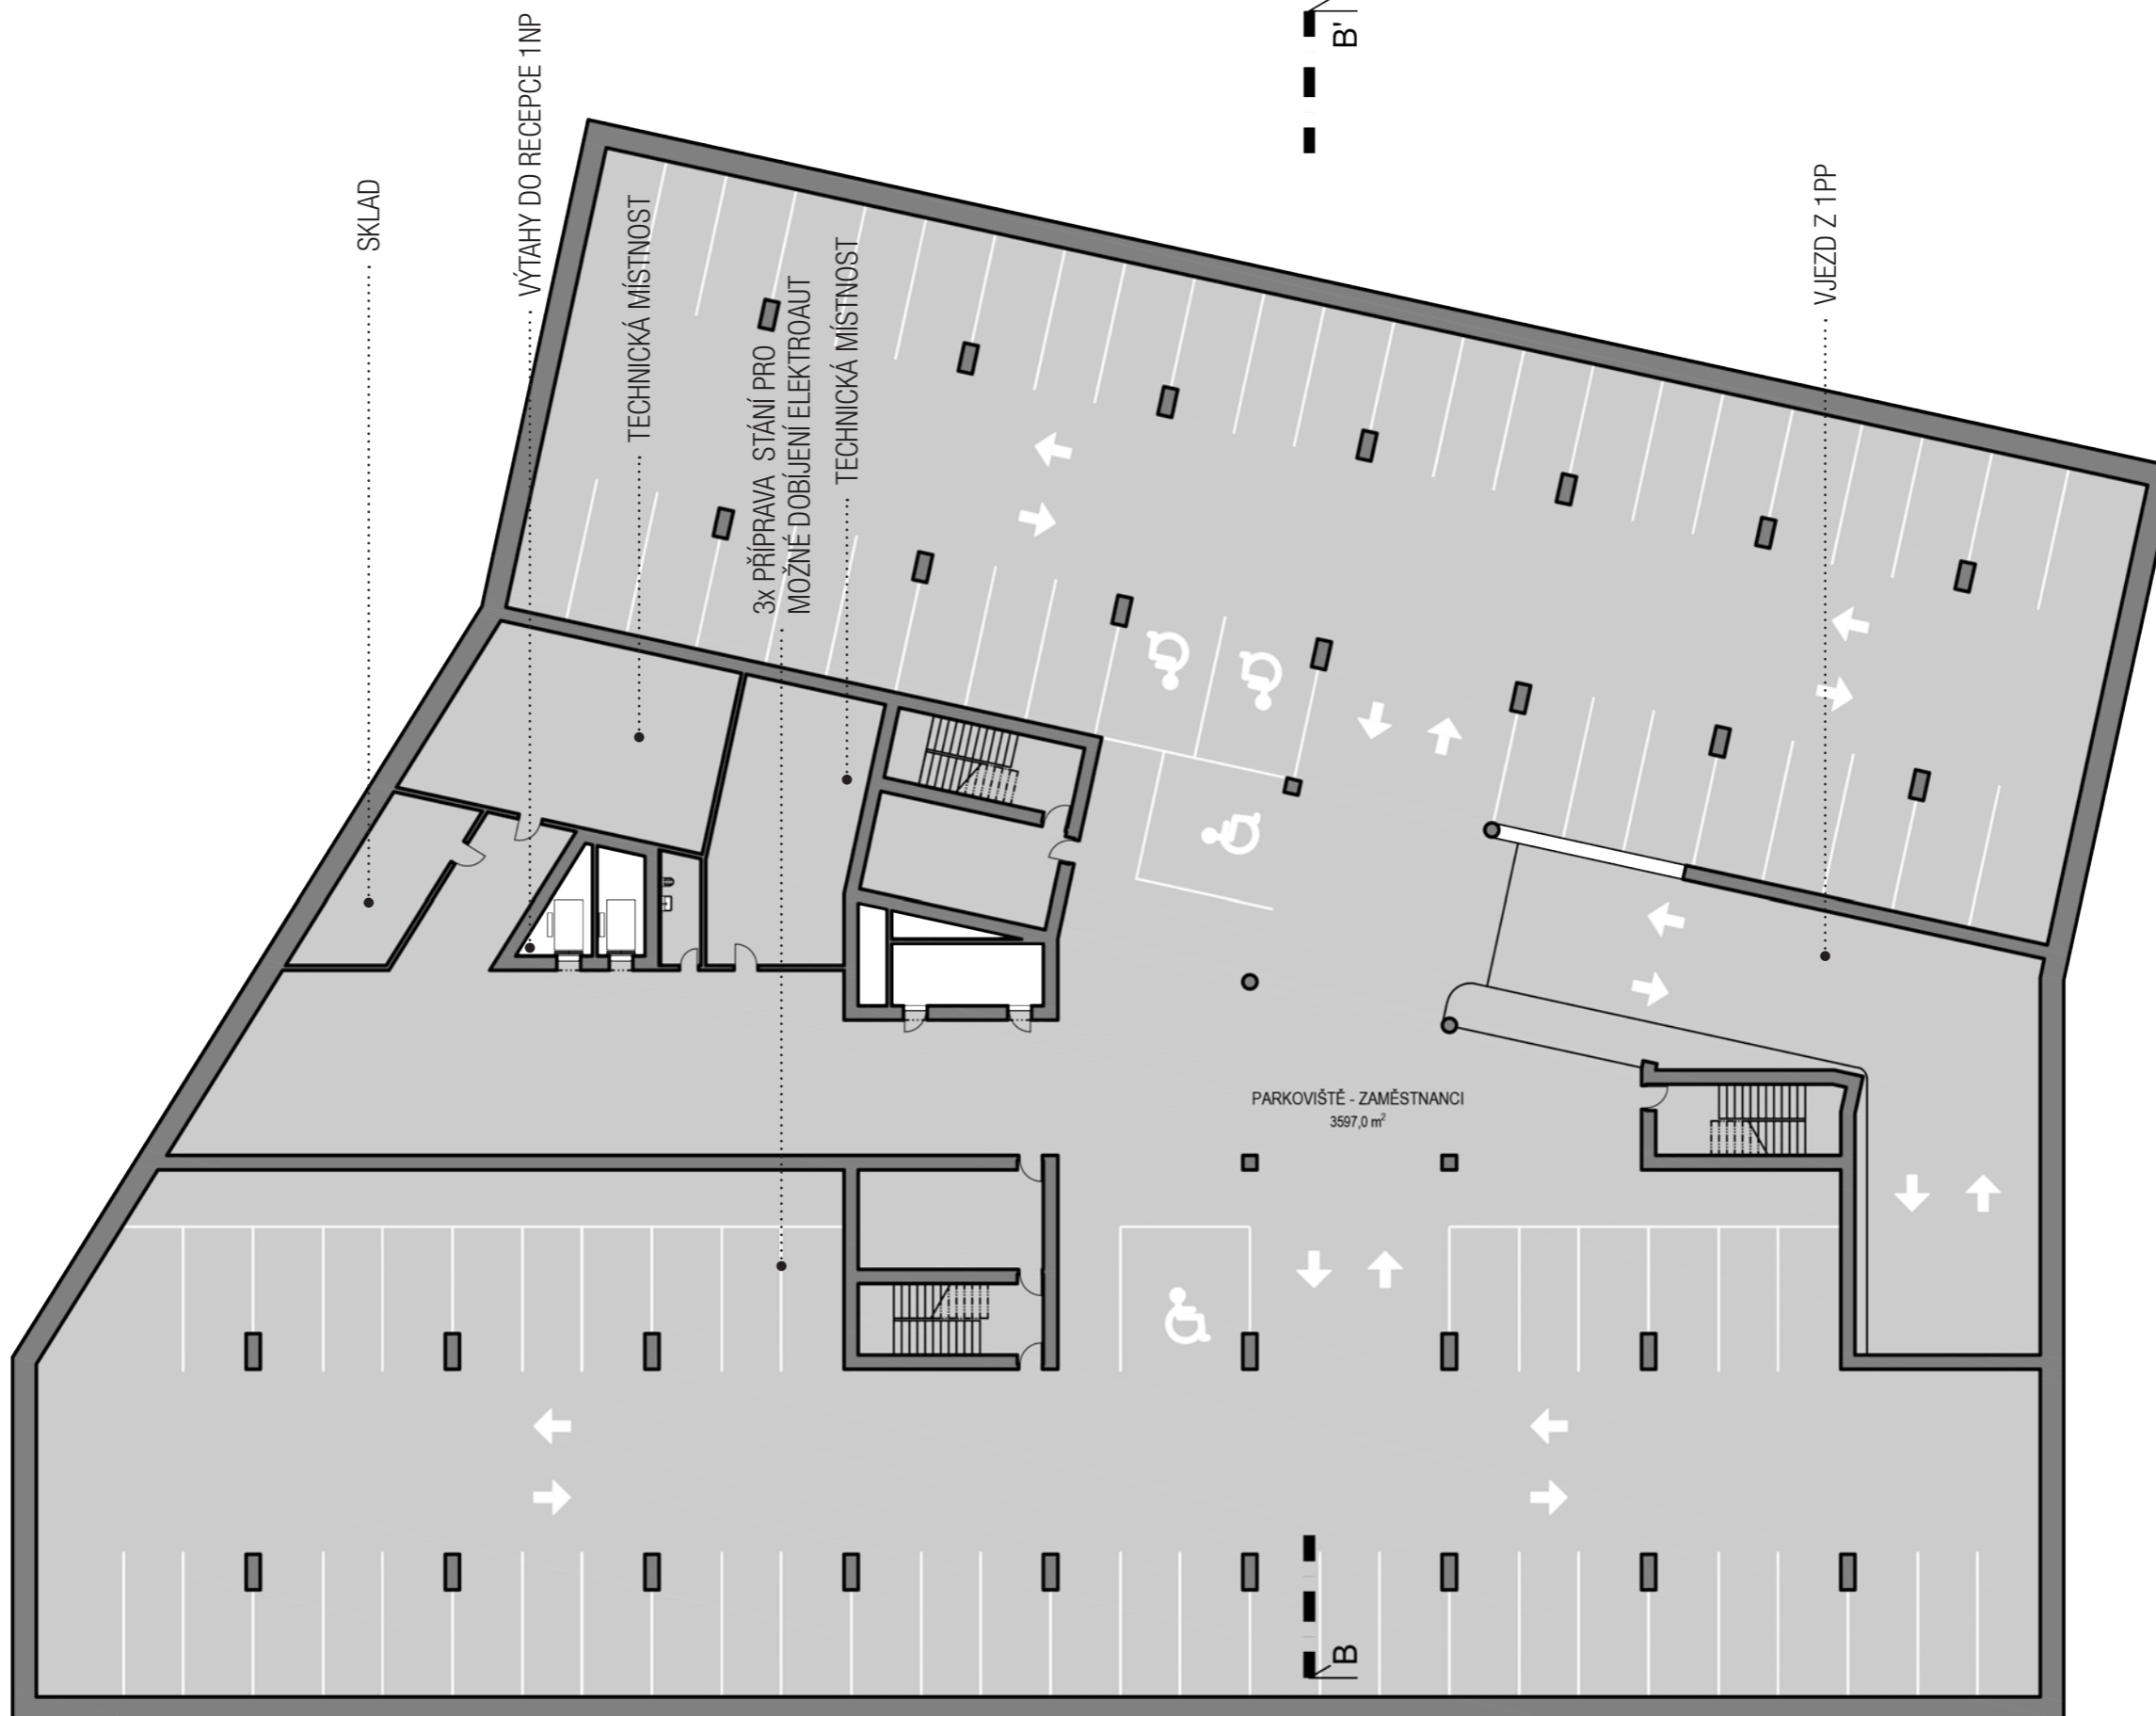 SKLAD
VÝTAHY DO RECEPCE 1NP
TECHNICKÁ MÍSTNOST
3x PŘÍPRAVA STÁNÍ PRO
MOŽNÉ DOBÍJENÍ ELEKTROAUT
TECHNICKÁ MÍSTNOST
B'
VJEZD Z 1PP
PARKOVIŠTĚ - ZAMĚSTNANCI
3597,0 m²
B